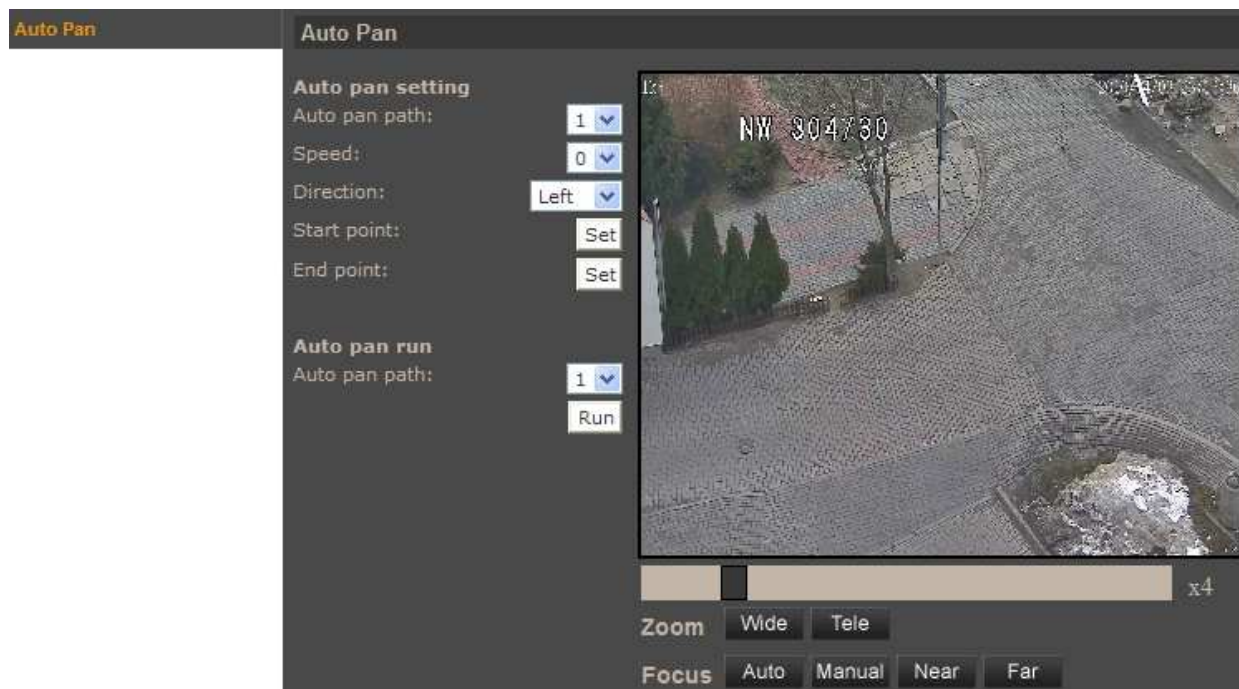 Auto Pan
Auto Pan
Auto pan setting
Auto pan path: 1
Speed: 0
Direction: Left
Start point: Set
End point: Set
Auto pan run
Auto pan path: 1
Run
NW 304/30
x4
Zoom Wide Tele
Focus Auto Manual Near Far